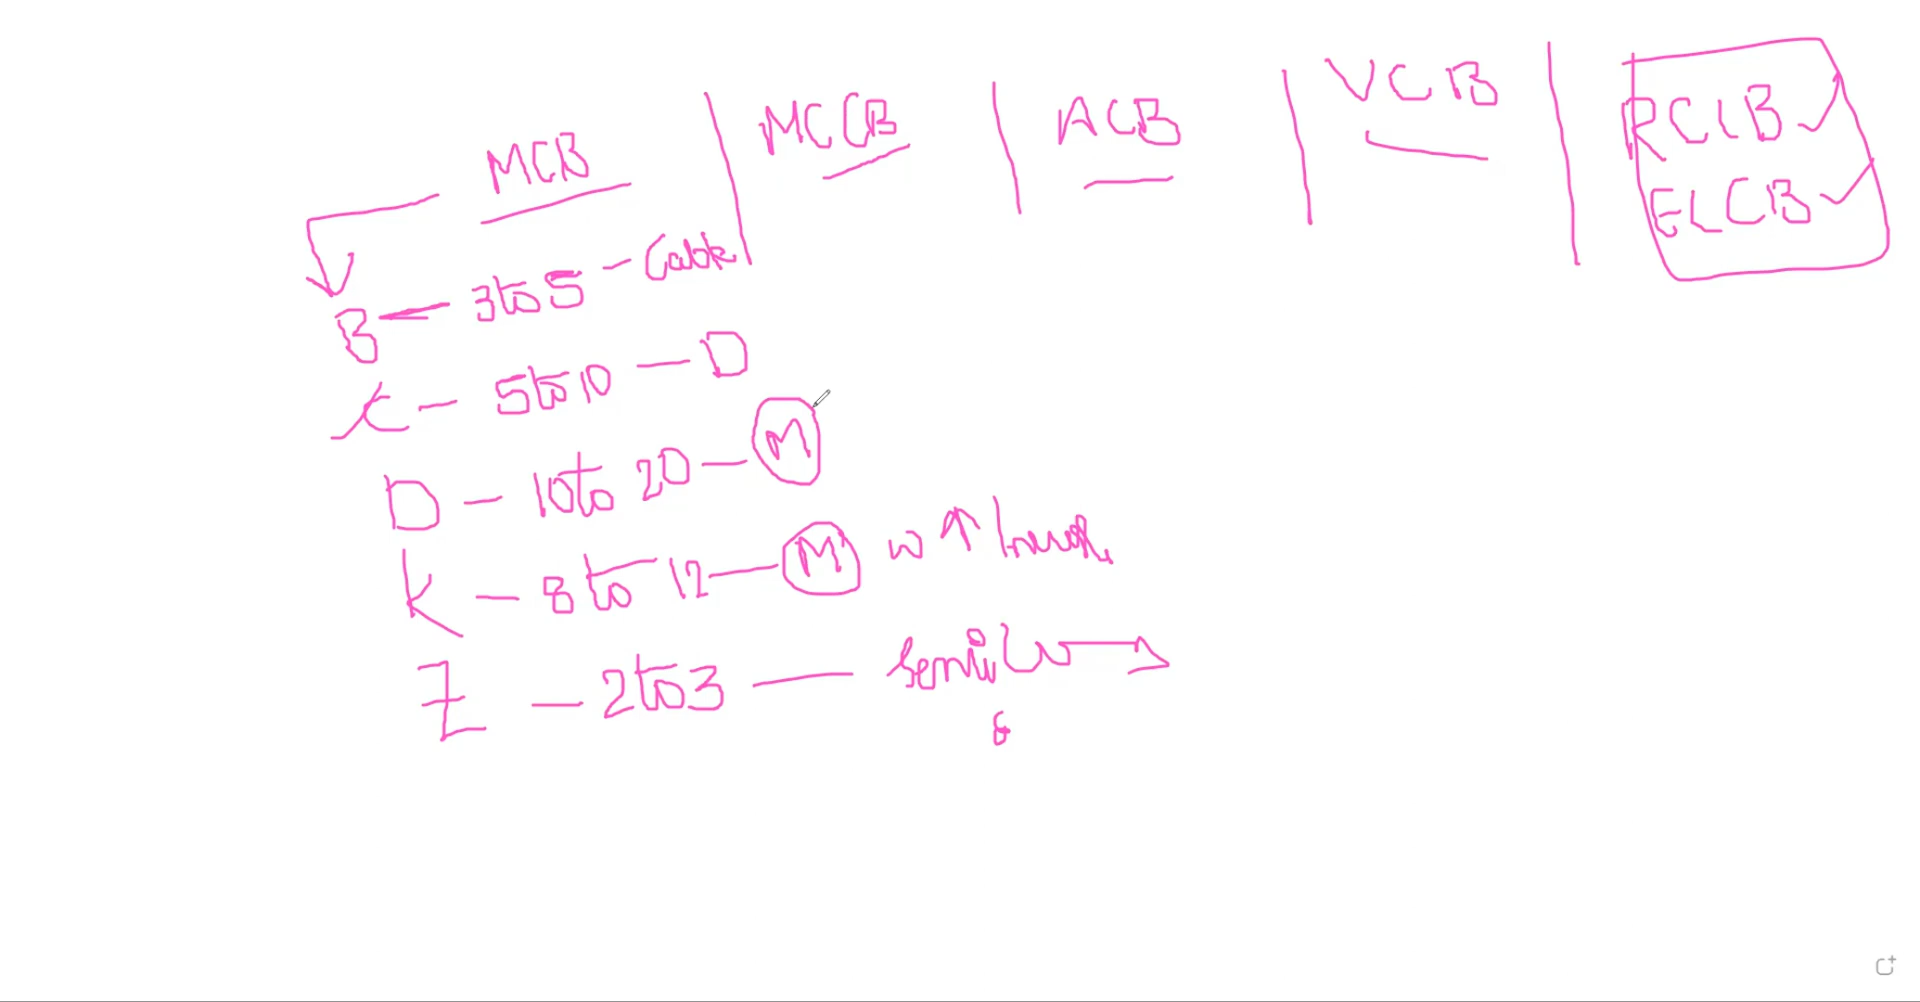 MCB | MCCB | ACB | VCB | RCCB
ELCB
B - 3 to 5 - Cable
C - 5 to 10 - D
D - 10 to 20 - M
K - 8 to 12 - M w ↑
Z - 2 to 3 -
&